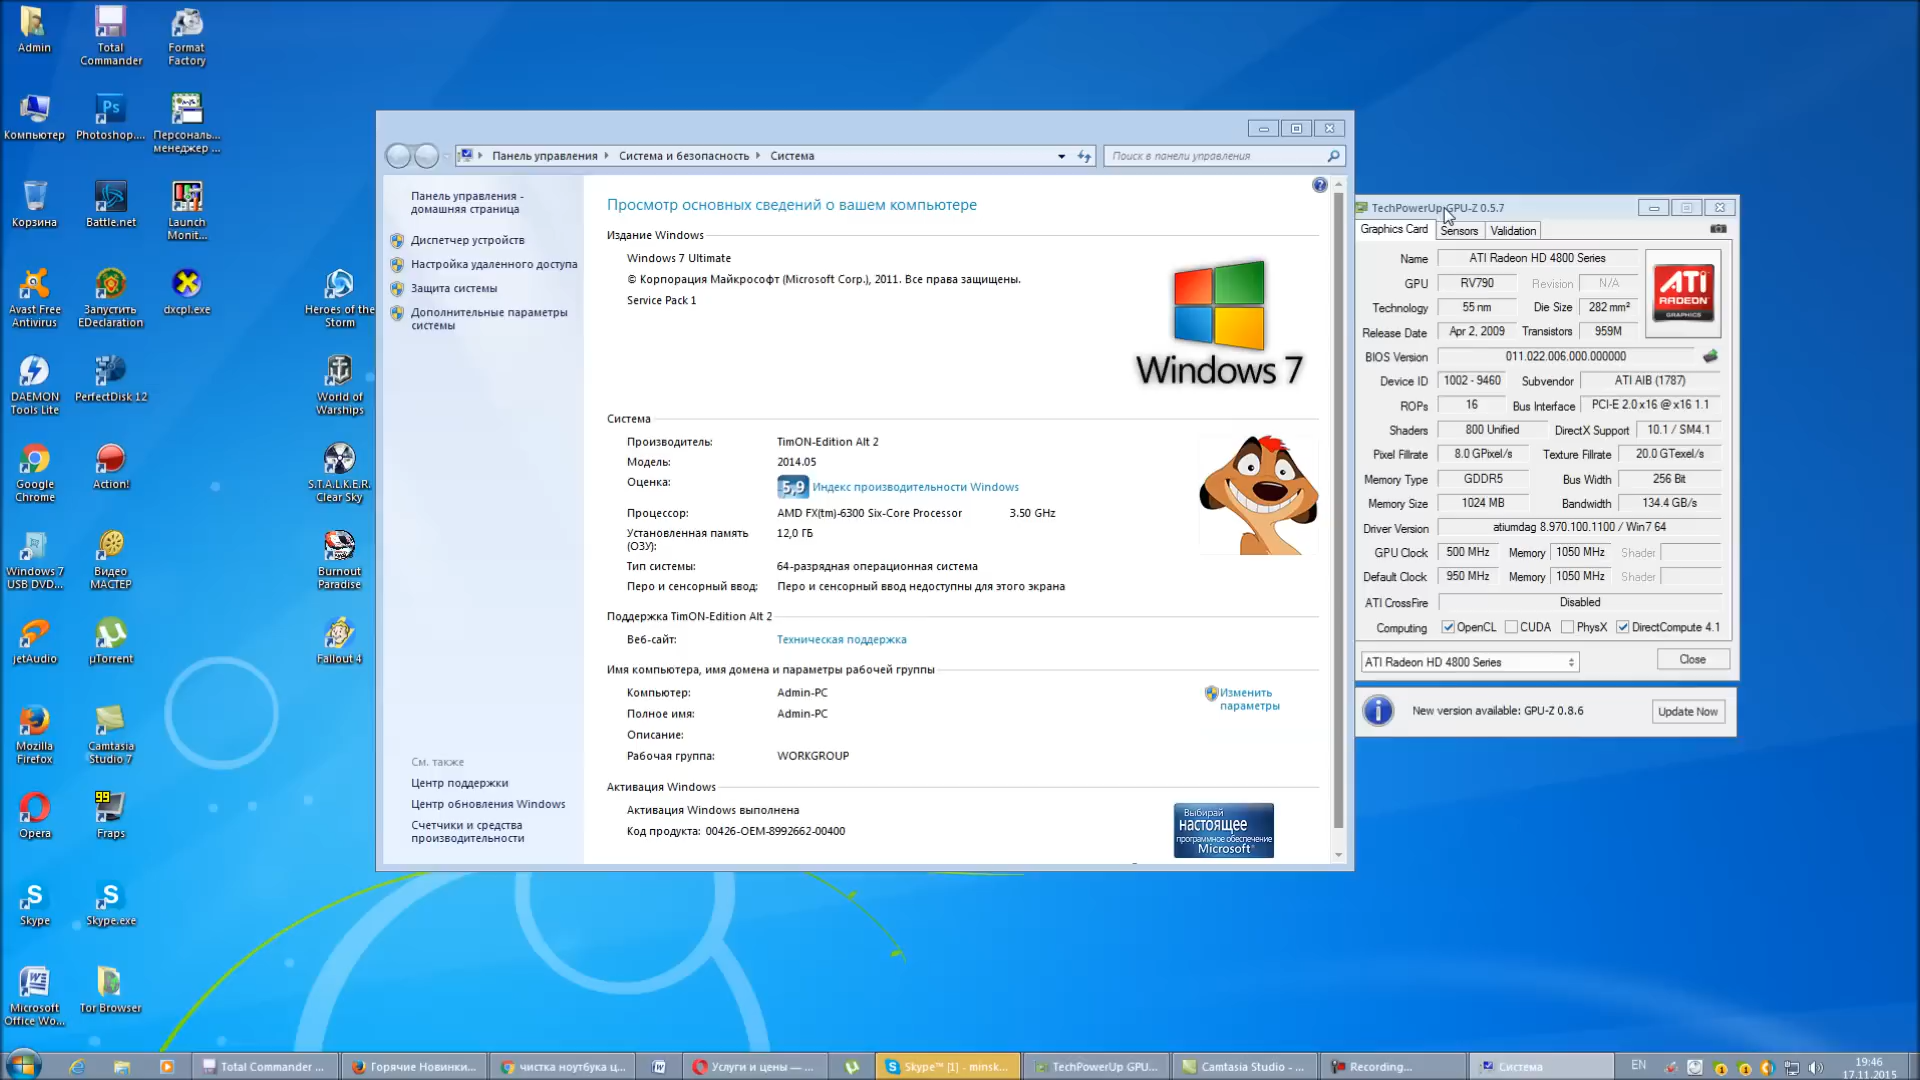 Admin
Total
Commander
Format
Factory
Компьютер
Photoshop....
Персональ...
менеджер ...
Корзина
Battle.net
Launch
Monit...
Avast Free
Antivirus
Запустить
EDeclaration
dxcpl.exe
Heroes of the
Storm
DAEMON
Tools Lite
PerfectDisk 12
World of
Warships
Google
Chrome
Action!
S.T.A.L.K.E.R.
Clear Sky
Windows 7
USB DVD...
Видео
МАСТЕР
Burnout
Paradise
jetAudio
µTorrent
Fallout 4
Mozilla
Firefox
Camtasia
Studio 7
Opera
99
Fraps
Skype
Skype.exe
Microsoft
Office Wo...
Tor Browser
Панель управления
Система и безопасность
Система
Поиск в панели управления
Панель управления -
домашняя страница
Диспетчер устройств
Настройка удаленного доступа
Защита системы
Дополнительные параметры
системы
См. также
Центр поддержки
Центр обновления Windows
Счетчики и средства
производительности
Просмотр основных сведений о вашем компьютере
Издание Windows
Windows 7 Ultimate
© Корпорация Майкрософт (Microsoft Corp.), 2011. Все права защищены.
Service Pack 1
Windows 7
Система
Производитель: TimON-Edition Alt 2
Модель: 2014.05
Оценка: 5,9 Индекс производительности Windows
Процессор: AMD FX(tm)-6300 Six-Core Processor 3.50 GHz
Установленная память
(ОЗУ): 12,0 ГБ
Тип системы: 64-разрядная операционная система
Перо и сенсорный ввод: Перо и сенсорный ввод недоступны для этого экрана
Поддержка TimON-Edition Alt 2
Веб-сайт: Техническая поддержка
Имя компьютера, имя домена и параметры рабочей группы
Компьютер: Admin-PC
Изменить
параметры
Полное имя: Admin-PC
Описание:
Рабочая группа: WORKGROUP
Активация Windows
Активация Windows выполнена
Код продукта: 00426-OEM-8992662-00400
Выбирай
настоящее
программное обеспечение
Microsoft
TechPowerUp GPU-Z 0.5.7
Graphics Card Sensors Validation
Name ATI Radeon HD 4800 Series
ATI
RADEON
GRAPHICS
GPU RV790 Revision N/A
Technology 55 nm Die Size 282 mm²
Release Date Apr 2, 2009 Transistors 959M
BIOS Version 011.022.006.000.000000
Device ID 1002 - 9460 Subvendor ATI AIB (1787)
ROPs 16 Bus Interface PCI-E 2.0 x16 @ x16 1.1
Shaders 800 Unified DirectX Support 10.1 / SM4.1
Pixel Fillrate 8.0 GPixel/s Texture Fillrate 20.0 GTexel/s
Memory Type GDDR5 Bus Width 256 Bit
Memory Size 1024 MB Bandwidth 134.4 GB/s
Driver Version atiumdag 8.970.100.1100 / Win7 64
GPU Clock 500 MHz Memory 1050 MHz Shader
Default Clock 950 MHz Memory 1050 MHz Shader
ATI CrossFire Disabled
Computing OpenCL CUDA PhysX DirectCompute 4.1
ATI Radeon HD 4800 Series Close
New version available: GPU-Z 0.8.6 Update Now
Total Commander ...
Горячие Новинки...
чистка ноутбука ц...
Услуги и цены — ...
Skype™ [1] - minsk...
TechPowerUp GPU...
Camtasia Studio - ...
Recording...
Система
EN
19:46
17.11.2015